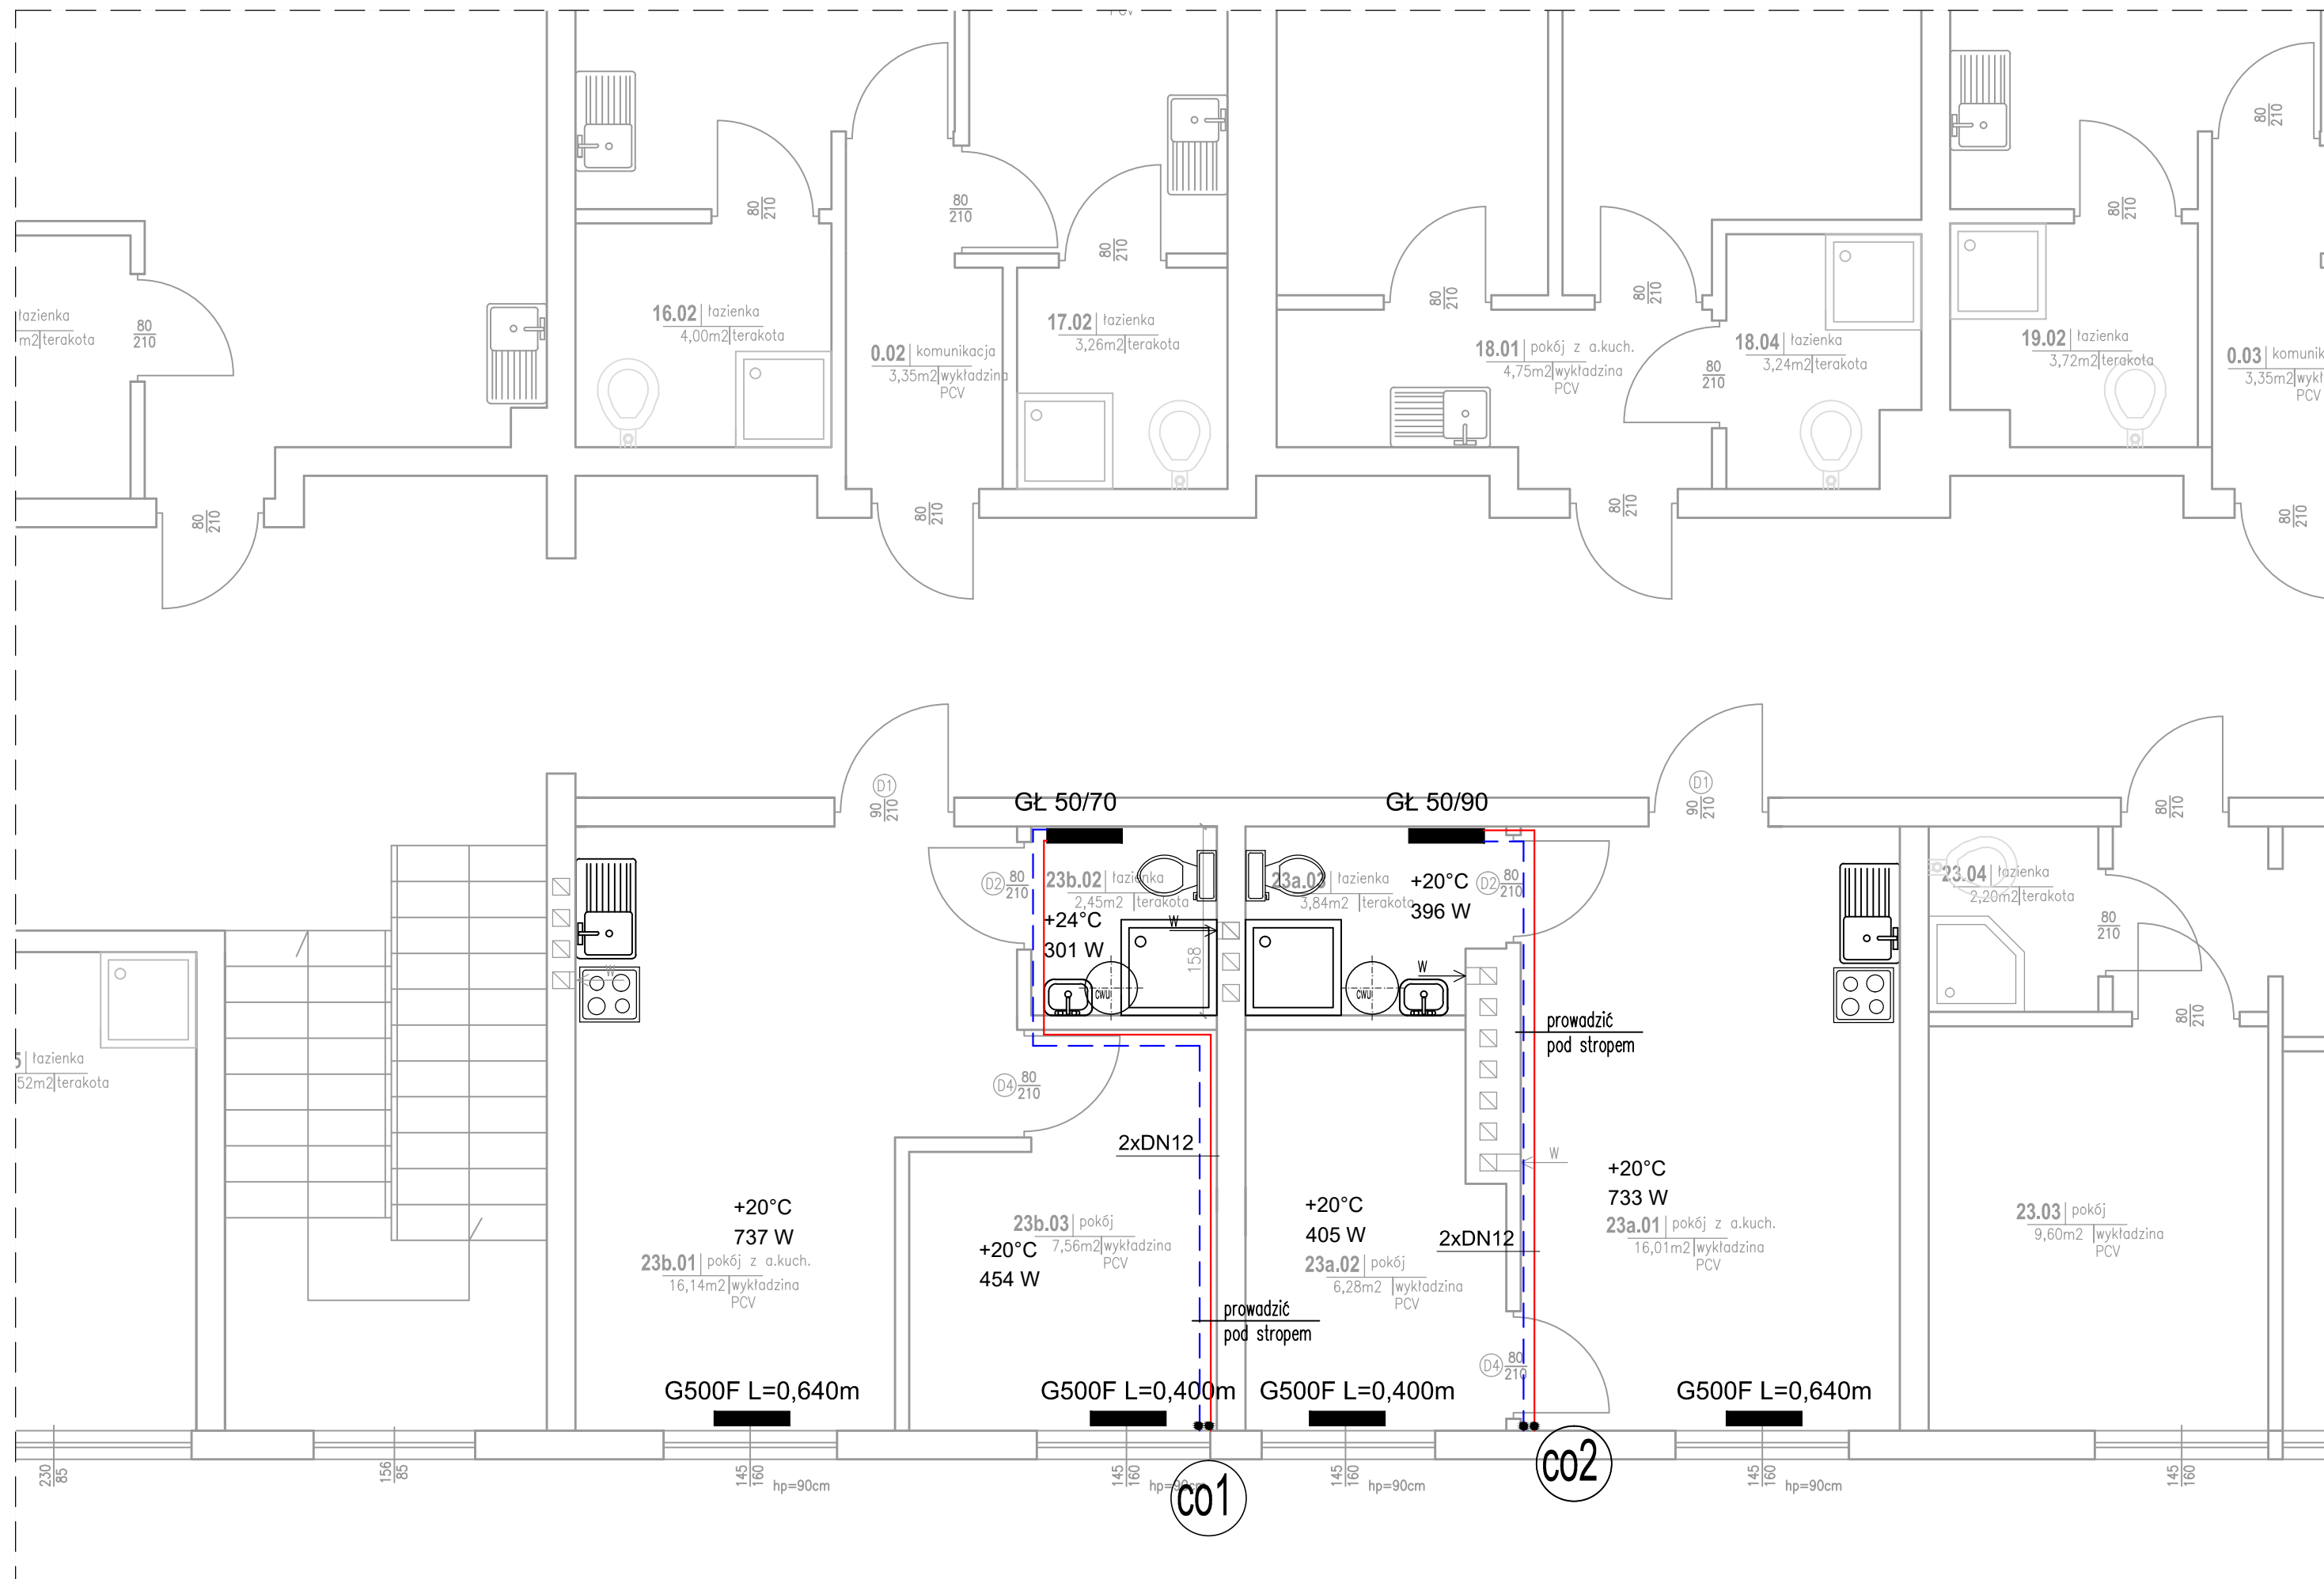 PCV
80
210
80
210
80
210
80
210
16.02 łazienka
4,00m2 terakota
0.02 komunikacja
3,35m2 wykładzina
PCV
17.02 łazienka
3,26m2 terakota
80
210
80
210
18.01 pokój z a.kuch.
4,75m2 wykładzina
PCV
80
210
18.04 łazienka
3,24m2 terakota
80
210
19.02 łazienka
3,72m2 terakota
0.03 komunik
3,35m2 wykł
PCV
łazienka
m2 terakota
80
210
80
210
80
210
80
210
80
210
D1
90
210
GŁ 50/70
GŁ 50/90
D1
90
210
80
210
D2 80
210
23b.02 łazienka
2,45m2 terakota
+24°C
301 W
W
158
CWU
23a.03 łazienka
3,84m2 terakota
+20°C
396 W
D2 80
210
W
CWU
23.04 łazienka
2,20m2 terakota
80
210
80
210
W
5 łazienka
52m2 terakota
prowadzić
pod stropem
D4 80
210
2xDN12
W
+20°C
737 W
23b.01 pokój z a.kuch.
16,14m2 wykładzina
PCV
23b.03 pokój
7,56m2 wykładzina
PCV
+20°C
454 W
+20°C
405 W
23a.02 pokój
6,28m2 wykładzina
PCV
2xDN12
+20°C
733 W
23a.01 pokój z a.kuch.
16,01m2 wykładzina
PCV
23.03 pokój
9,60m2 wykładzina
PCV
prowadzić
pod stropem
D4 80
210
G500F L=0,640m
G500F L=0,400m
G500F L=0,400m
G500F L=0,640m
230
85
156
85
145
160
hp=90cm
145
160
hp=90cm
co1
145
160
hp=90cm
co2
145
160
hp=90cm
145
160